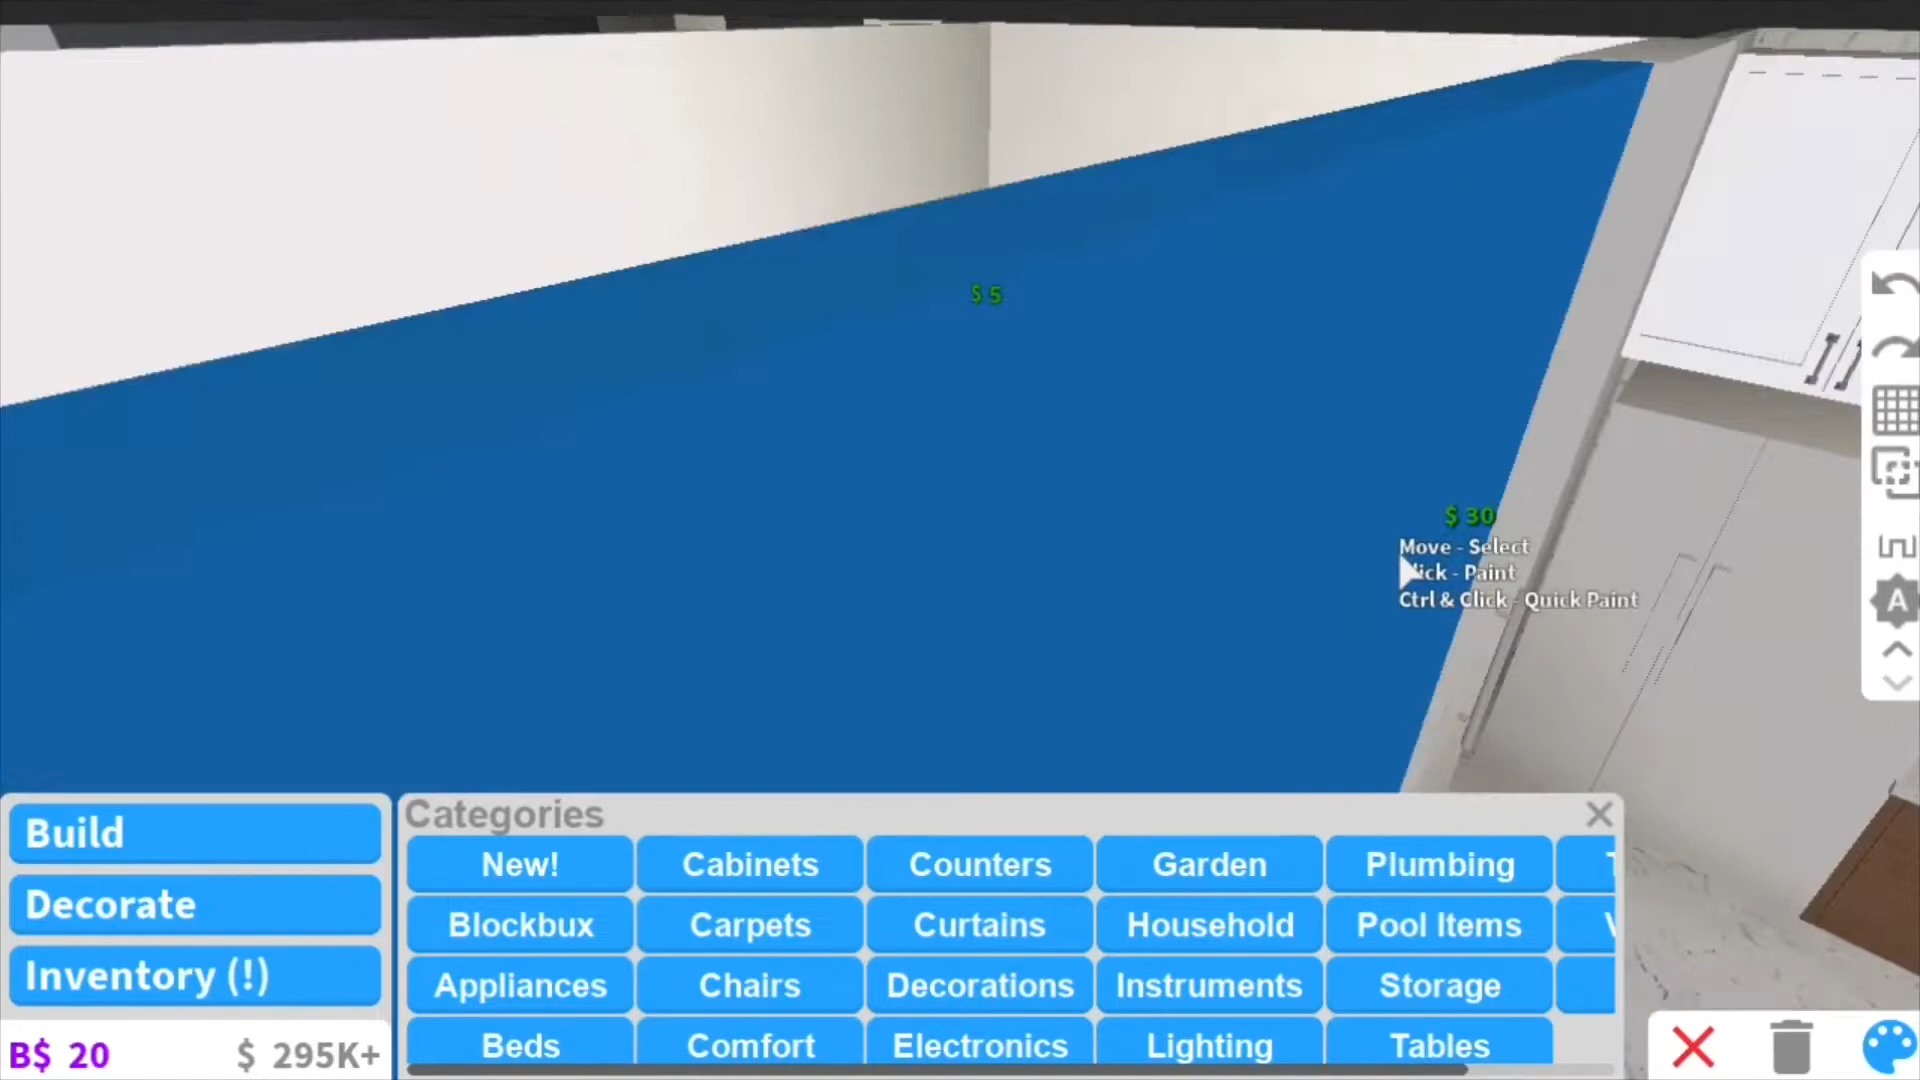 $ 5
$ 30
Move - Select
Click - Paint
Ctrl & Click - Quick Paint
A
Build
Decorate
Inventory (!)
B$ 20
$ 295K+
Categories
New!
Cabinets
Counters
Garden
Plumbing
Blockbux
Carpets
Curtains
Household
Pool Items
Appliances
Chairs
Decorations
Instruments
Storage
Beds
Comfort
Electronics
Lighting
Tables